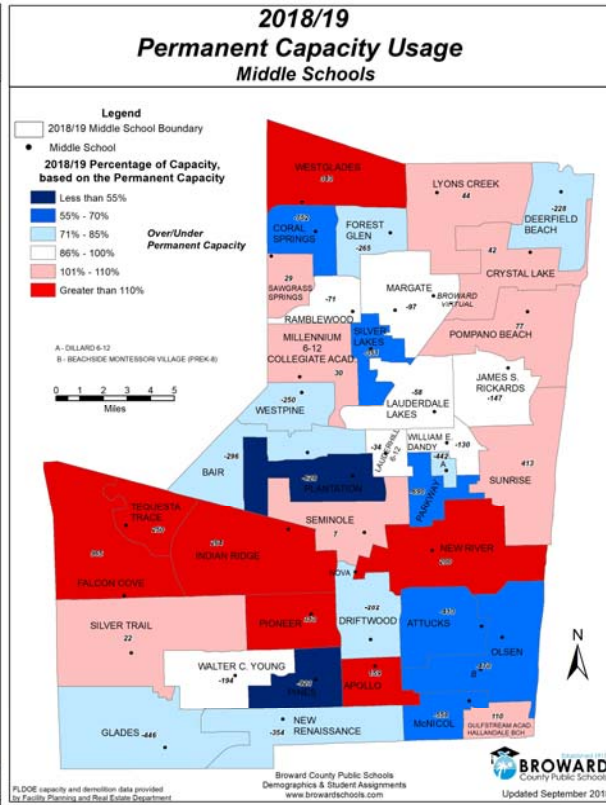 2018/19
Permanent Capacity Usage
Middle Schools
Legend
2018/19 Middle School Boundary
Middle School
2018/19 Percentage of Capacity,
based on the Permanent Capacity
Less than 55%
55% - 70%
71% - 85%
86% - 100%
101% - 110%
Greater than 110%
Over/Under
Permanent Capacity
A - DILLARD 6-12
B - BEACHSIDE MONTESSORI VILLAGE (PREK-8)
0 1 2 3 4 5
Miles
WESTGLADES
LYONS CREEK
44
-228
DEERFIELD
BEACH
CORAL
SPRINGS
FOREST
GLEN
-265
42
CRYSTAL LAKE
29
SAWGRASS
SPRINGS
-71
RAMBLEWOOD
MARGATE
-97
BROWARD
VIRTUAL
77
POMPANO BEACH
SILVER
LAKES
MILLENNIUM
6-12
COLLEGIATE ACAD.
30
JAMES S.
RICKARDS
-147
-58
LAUDERDALE
LAKES
-250
WESTPINE
-34
LAUDERHILL
6-12
WILLIAM E.
DANDY
-130
-442
A
-296
BAIR
PLANTATION
PARKWAY
413
SUNRISE
TEQUESTA
TRACE
250
SEMINOLE
7
INDIAN RIDGE
NEW RIVER
NOVA
FALCON COVE
SILVER TRAIL
22
PIONEER
-202
DRIFTWOOD
ATTUCKS
OLSEN
B
WALTER C. YOUNG
-194
PINES
APOLLO
GLADES
-446
NEW
RENAISSANCE
-354
McNICOL
110
GULFSTREAM ACAD.
HALLANDALE BCH
N
FLDOE capacity and demolition data provided
by Facility Planning and Real Estate Department
Broward County Public Schools
Demographics & Student Assignments
www.browardschools.com
BROWARD
County Public Schools